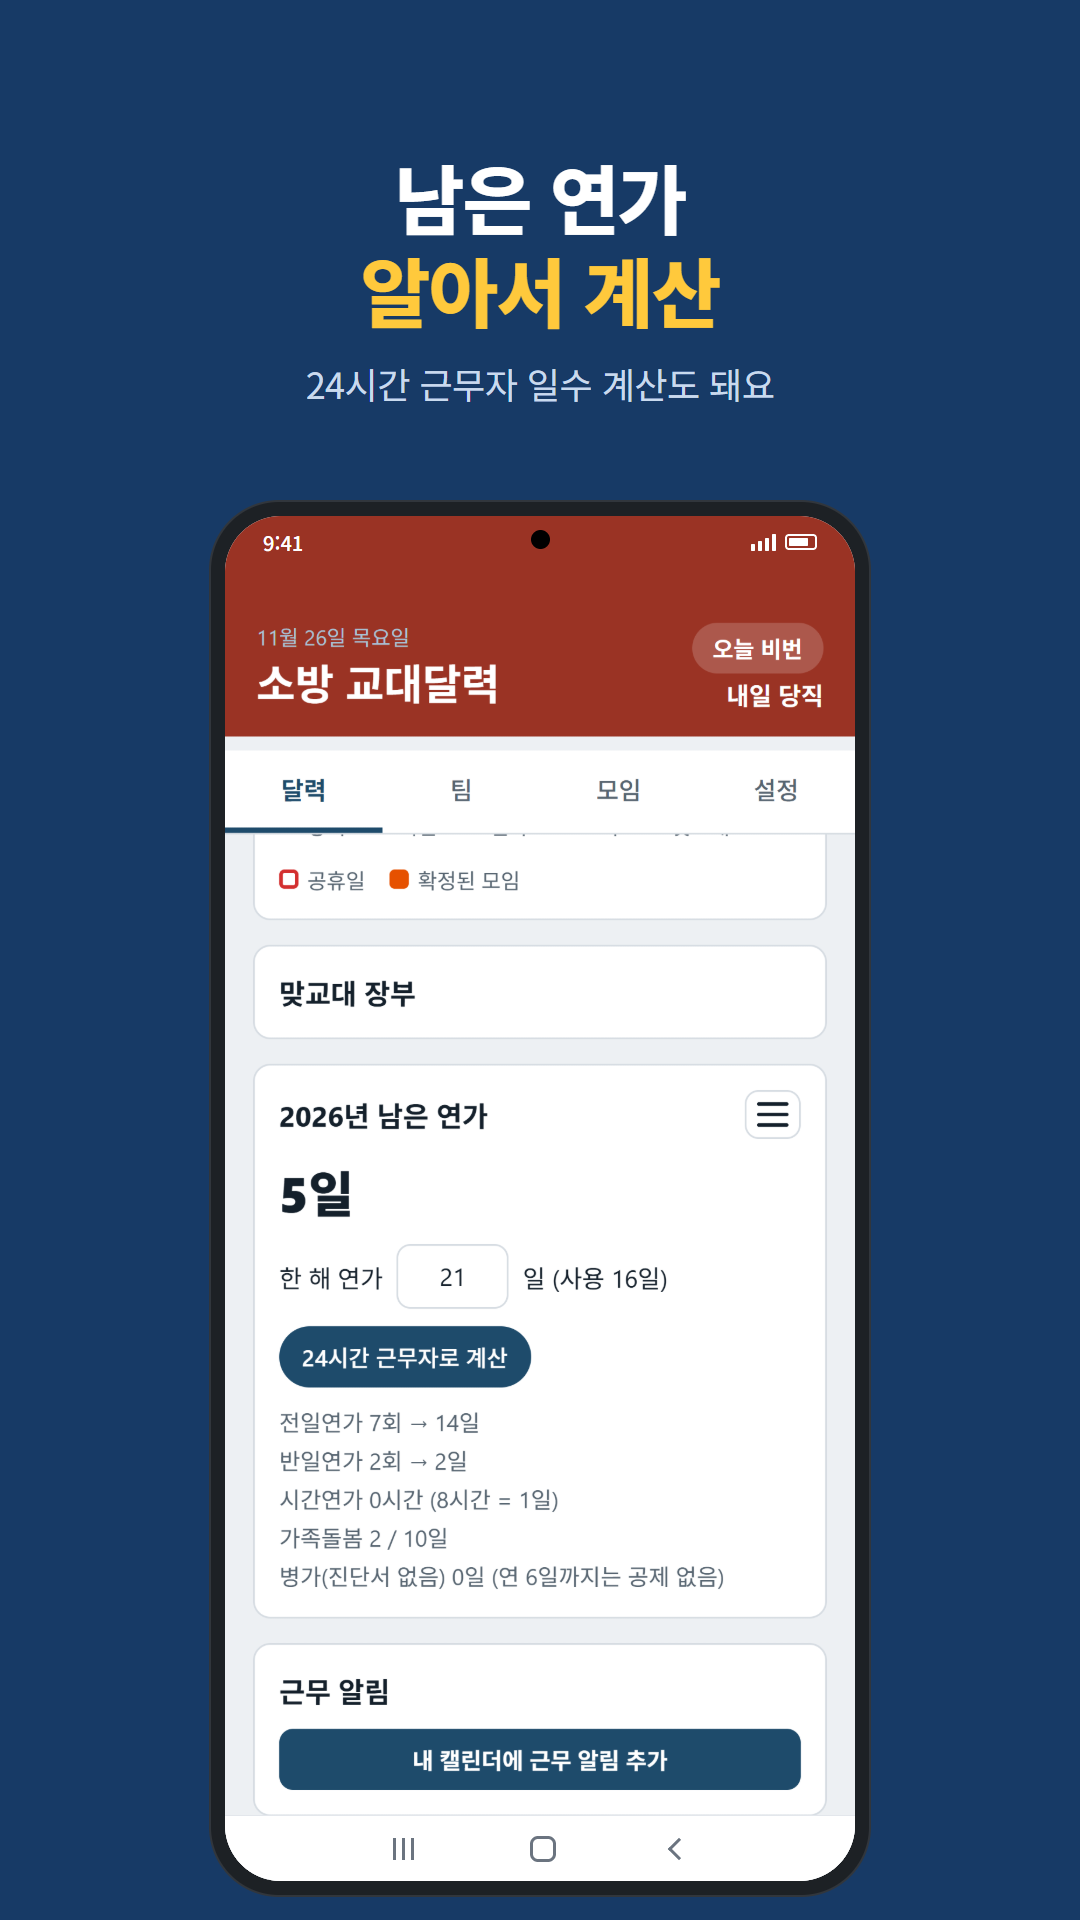 남은 연가
알아서 계산
24시간 근무자 일수 계산도 돼요
9:41
11월 26일 목요일
소방 교대달력
오늘 비번
내일 당직
달력 팀 모임 설정
공휴일 확정된 모임
맞교대 장부
2026년 남은 연가
5일
한 해 연가 21 일 (사용 16일)
24시간 근무자로 계산
전일연가 7회 → 14일
반일연가 2회 → 2일
시간연가 0시간 (8시간 = 1일)
가족돌봄 2 / 10일
병가(진단서 없음) 0일 (연 6일까지는 공제 없음)
근무 알림
내 캘린더에 근무 알림 추가